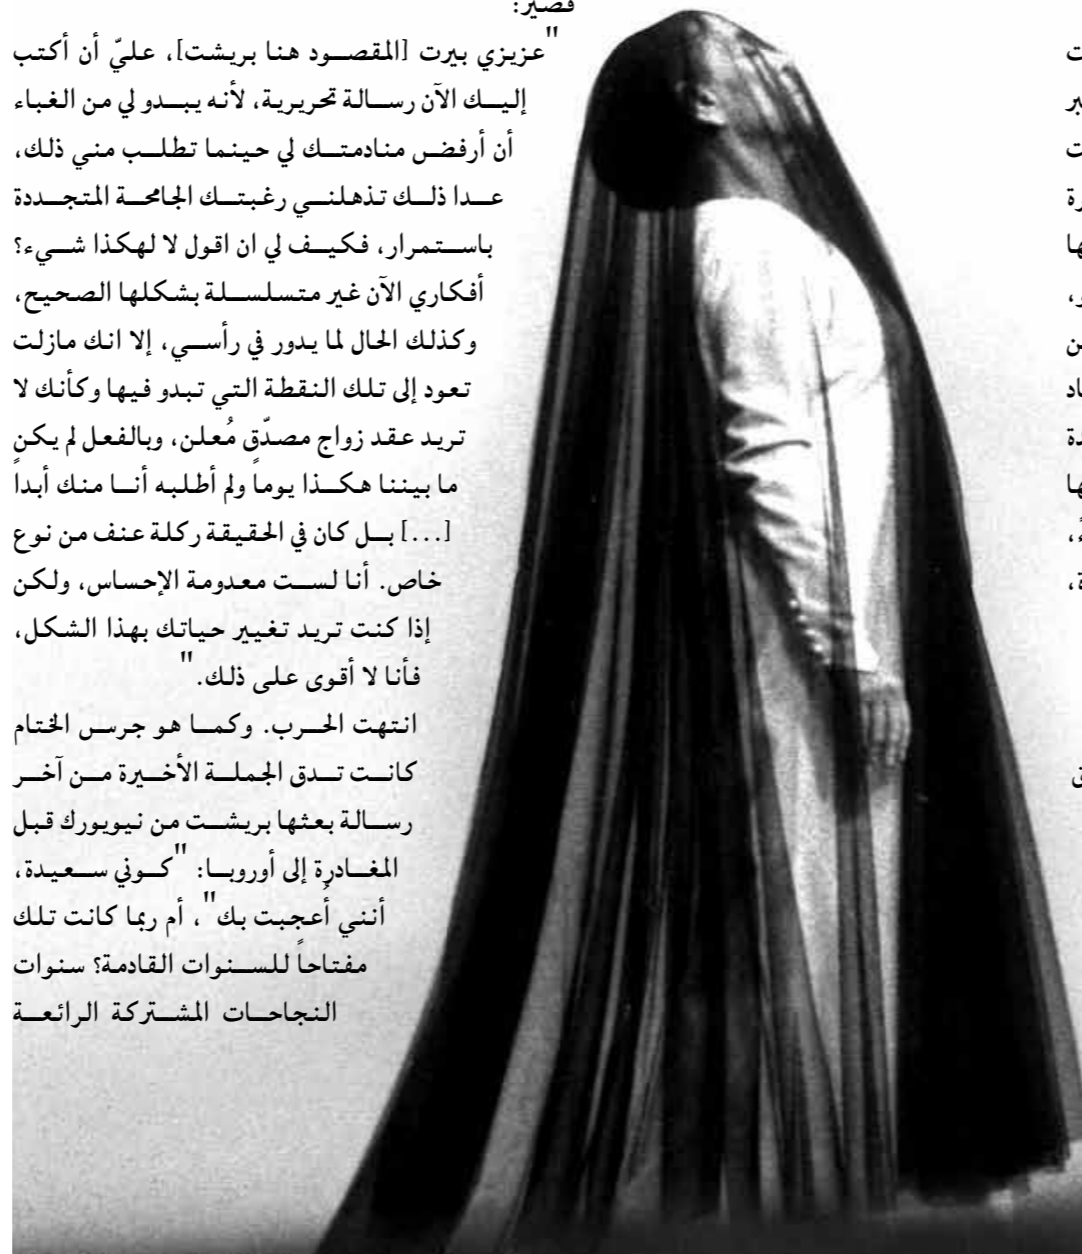 قصير:
"عزيزي بيرت [المقصود هنا بريشت]، عليّ أن أكتب
إليك الآن رسالة تحريرية، لأنه يبدو لي من الغباء
أن أرفض منادمتك لي حينما تطلب مني ذلك،
عدا ذلك تذهلني رغبتك الجامحة المتجددة
باستمرار، فكيف لي ان اقول لا لهكذا شيء؟
أفكاري الآن غير متسلسلة بشكلها الصحيح،
وكذلك الحال لما يدور في رأسي، إلا انك مازلت
تعود إلى تلك النقطة التي تبدو فيها وكأنك لا
تريد عقد زواج مصدّقٍ مُعلن، وبالفعل لم يكن
ما بيننا هكذا يوماً ولم أطلبه أنا منك أبداً
[...] بل كان في الحقيقة ركلة عنف من نوع
خاص. أنا لست معدومة الإحساس، ولكن
إذا كنت تريد تغيير حياتك بهذا الشكل،
فأنا لا أقوى على ذلك."
انتهت الحرب. وكما هو جرس الختام
كانت تدق الجملة الأخيرة من آخر
رسالة بعثها بريشت من نيويورك قبل
المغادرة إلى أوروبا: "كوني سعيدة،
أنني أُعجبت بك"، أم ربما كانت تلك
مفتاحاً للسنوات القادمة؟ سنوات
النجاحات المشتركة الرائعة